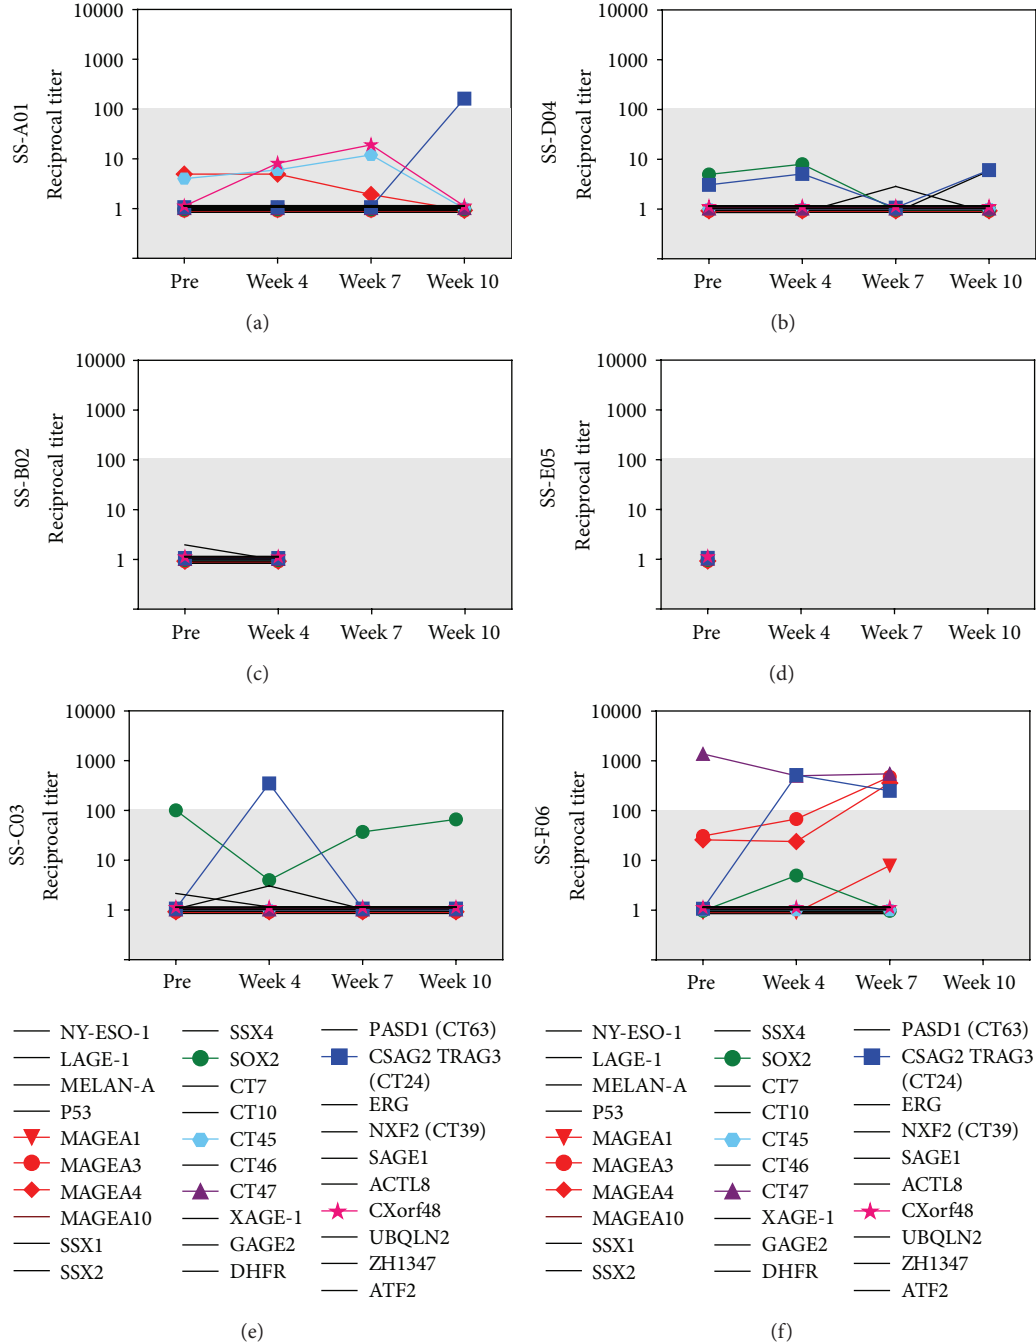 10000
1000
100
10
1
SS-A01
Reciprocal titer
Pre
Week 4
Week 7
Week 10
(a)
10000
1000
100
10
1
SS-D04
Reciprocal titer
Pre
Week 4
Week 7
Week 10
(b)
10000
1000
100
10
1
SS-B02
Reciprocal titer
Pre
Week 4
Week 7
Week 10
(c)
10000
1000
100
10
1
SS-E05
Reciprocal titer
Pre
Week 4
Week 7
Week 10
(d)
10000
1000
100
10
1
SS-C03
Reciprocal titer
Pre
Week 4
Week 7
Week 10
NY-ESO-1
LAGE-1
MELAN-A
P53
MAGEA1
MAGEA3
MAGEA4
MAGEA10
SSX1
SSX2
SSX4
SOX2
CT7
CT10
CT45
CT46
CT47
XAGE-1
GAGE2
DHFR
PASD1 (CT63)
CSAG2 TRAG3
(CT24)
ERG
NXF2 (CT39)
SAGE1
ACTL8
CXorf48
UBQLN2
ZH1347
ATF2
(e)
10000
1000
100
10
1
SS-F06
Reciprocal titer
Pre
Week 4
Week 7
Week 10
NY-ESO-1
LAGE-1
MELAN-A
P53
MAGEA1
MAGEA3
MAGEA4
MAGEA10
SSX1
SSX2
SSX4
SOX2
CT7
CT10
CT45
CT46
CT47
XAGE-1
GAGE2
DHFR
PASD1 (CT63)
CSAG2 TRAG3
(CT24)
ERG
NXF2 (CT39)
SAGE1
ACTL8
CXorf48
UBQLN2
ZH1347
ATF2
(f)